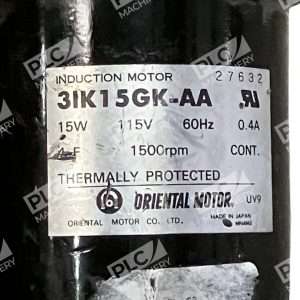 INDUCTION MOTOR 27632
3IK15GK-AA
15W 115V 60Hz 0.4A
1500rpm CONT.
THERMALLY PROTECTED
ORIENTAL MOTOR UV9
ORIENTAL MOTOR CO. LTD. MADE IN JAPAN
PLC
MACHINERY